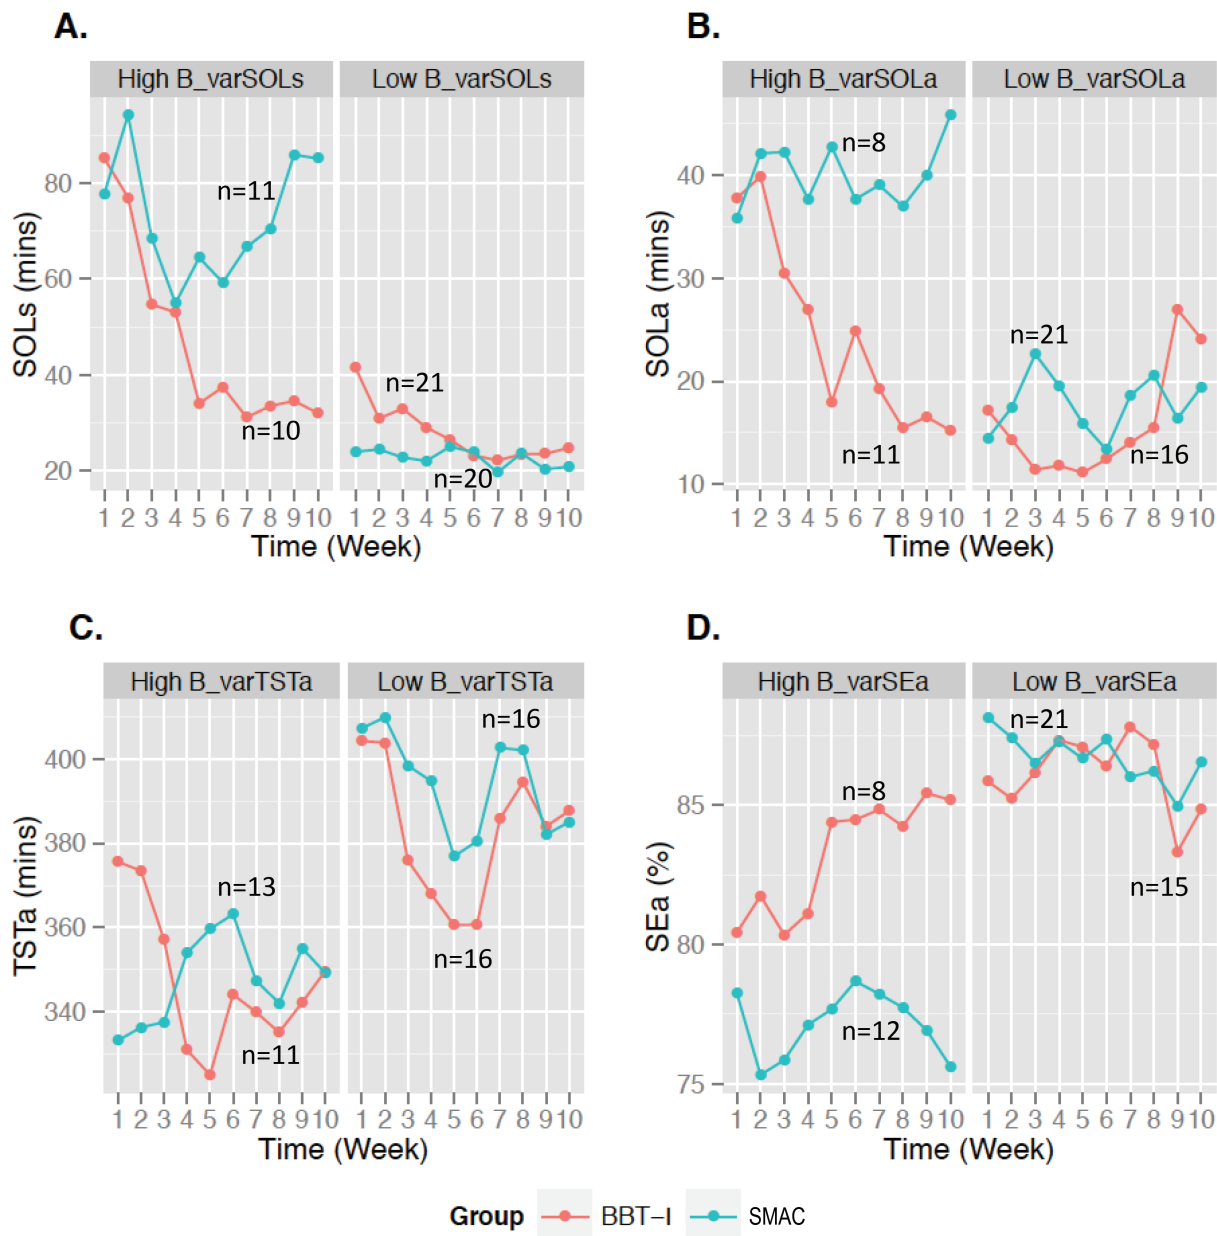 A.
High B_varSOLs
Low B_varSOLs
SOLs (mins)
80
60
40
20
n=11
n=10
n=21
n=20
1 2 3 4 5 6 7 8 9 10
1 2 3 4 5 6 7 8 9 10
Time (Week)
B.
High B_varSOLa
Low B_varSOLa
SOLa (mins)
40
30
20
10
n=8
n=11
n=21
n=16
1 2 3 4 5 6 7 8 9 10
1 2 3 4 5 6 7 8 9 10
Time (Week)
C.
High B_varTSTa
Low B_varTSTa
TSTa (mins)
400
380
360
340
n=13
n=11
n=16
n=16
1 2 3 4 5 6 7 8 9 10
1 2 3 4 5 6 7 8 9 10
Time (Week)
D.
High B_varSEa
Low B_varSEa
SEa (%)
85
80
75
n=8
n=12
n=21
n=15
1 2 3 4 5 6 7 8 9 10
1 2 3 4 5 6 7 8 9 10
Time (Week)
Group BBT−I SMAC